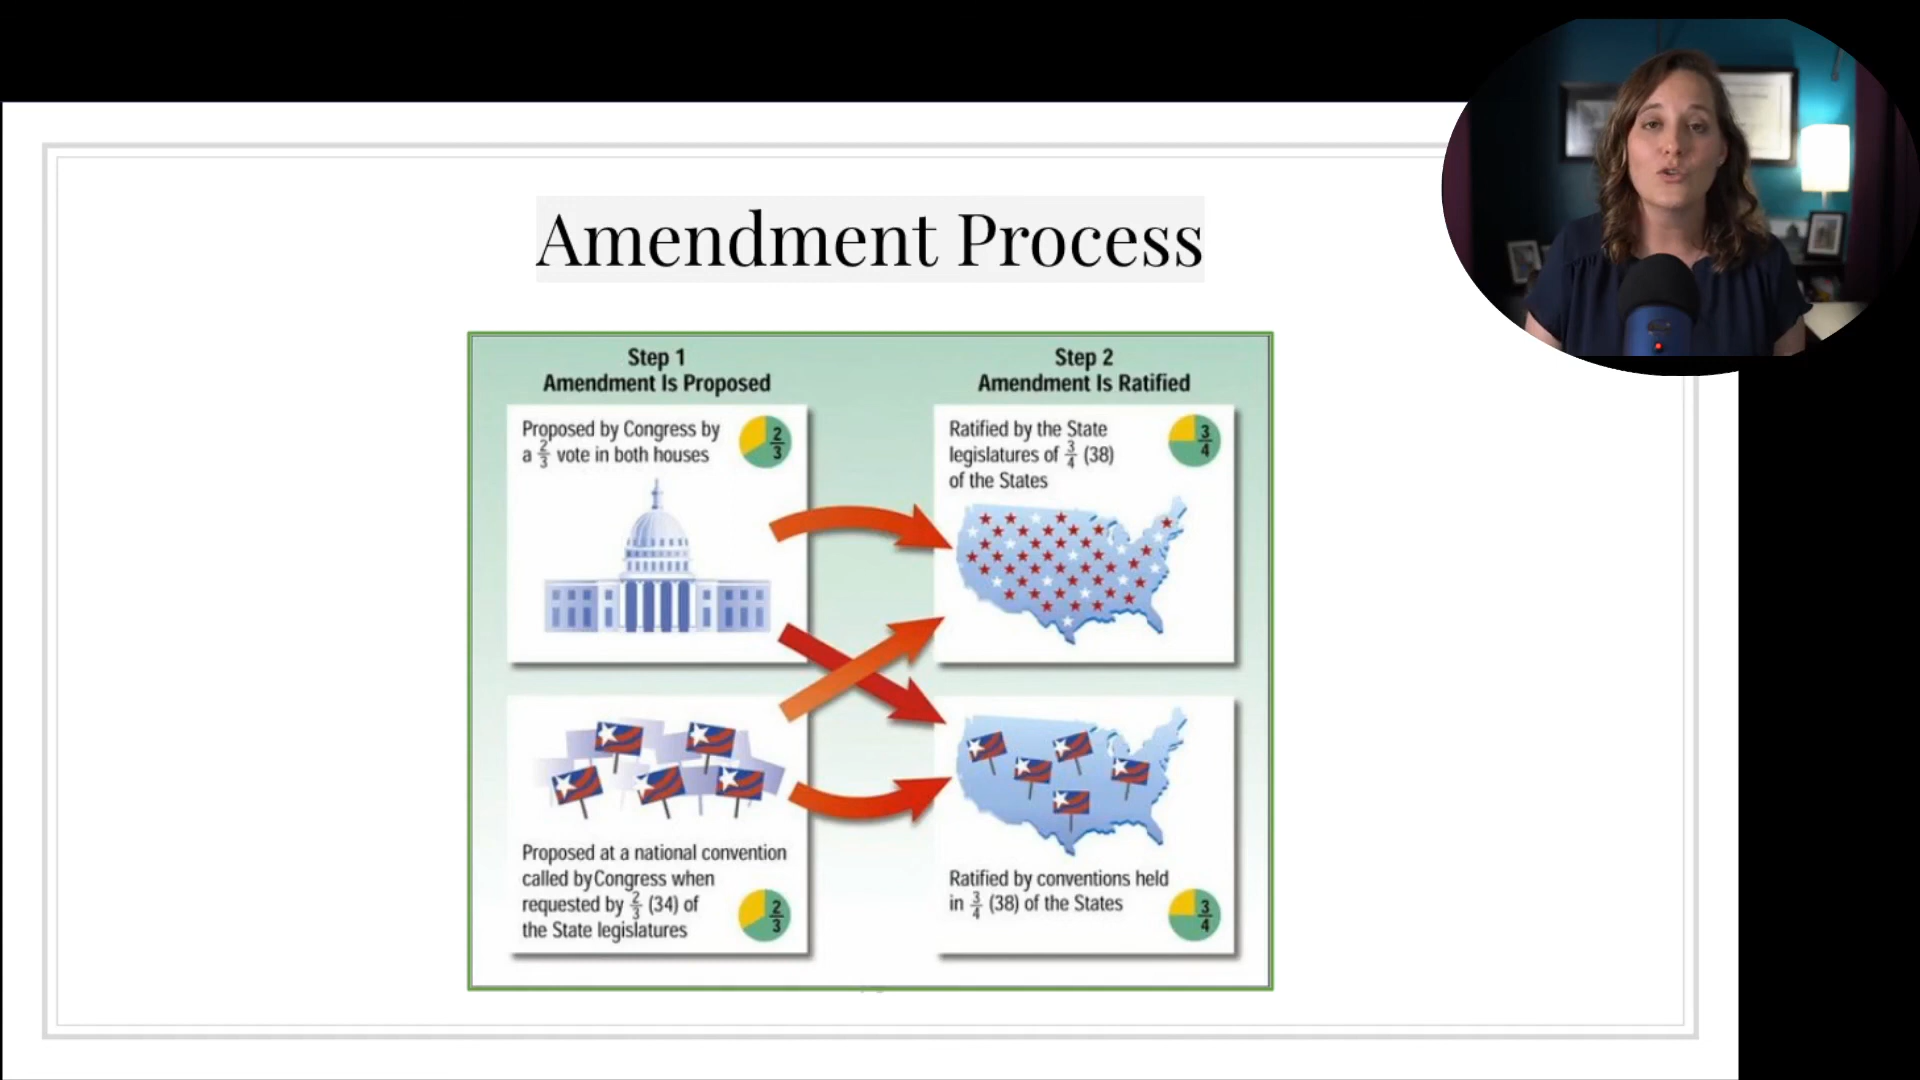 Amendment Process
Step 1
Amendment Is Proposed
Proposed by Congress by
a 2/3 vote in both houses
2/3
Proposed at a national convention
called by Congress when
requested by 2/3 (34) of
the State legislatures
2/3
Step 2
Amendment Is Ratified
Ratified by the State
legislatures of 3/4 (38)
of the States
3/4
Ratified by conventions held
in 3/4 (38) of the States
3/4